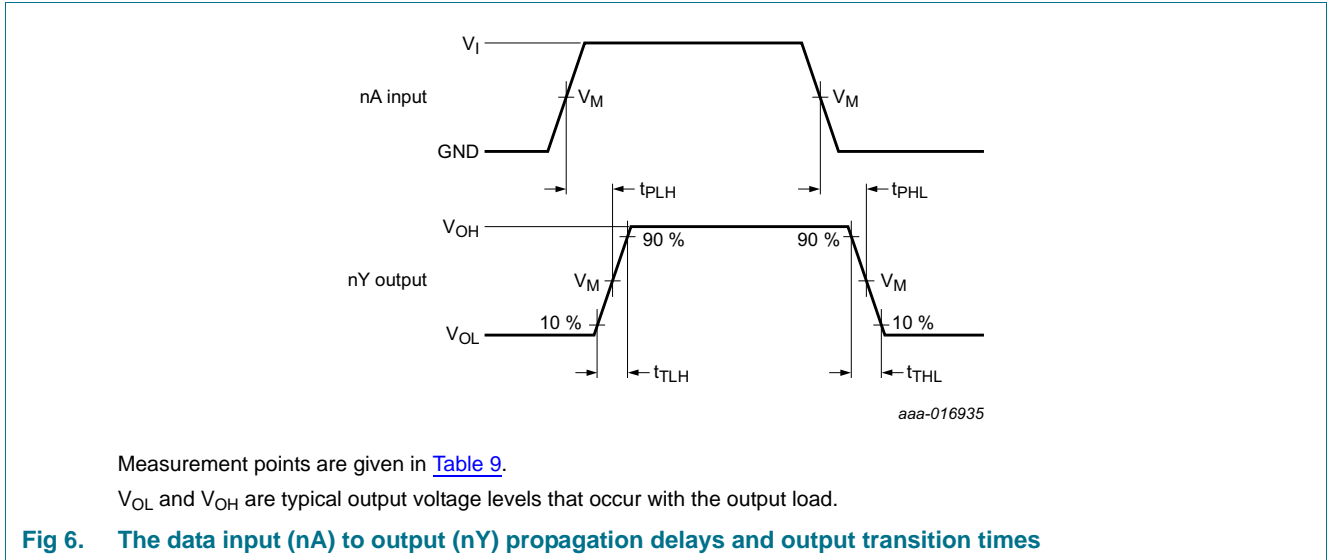 V_I
nA input
V_M
V_M
GND
t_PLH
t_PHL
V_OH
90 %
90 %
nY output
V_M
V_M
10 %
10 %
V_OL
t_TLH
t_THL
aaa-016935
Measurement points are given in Table 9.
V_OL and V_OH are typical output voltage levels that occur with the output load.
Fig 6. The data input (nA) to output (nY) propagation delays and output transition times